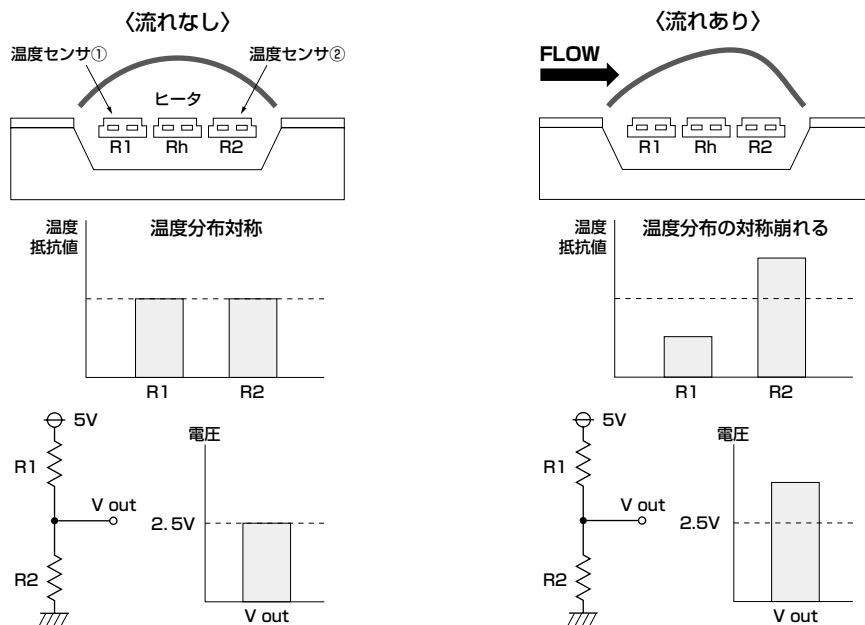 〈流れなし〉
温度センサ①
温度センサ②
ヒータ
R1
Rh
R2
温度
抵抗値
温度分布対称
R1
R2
5V
R1
V out
R2
電圧
2.5V
V out
〈流れあり〉
FLOW
R1
Rh
R2
温度
抵抗値
温度分布の対称崩れる
R1
R2
5V
R1
V out
R2
電圧
2.5V
V out